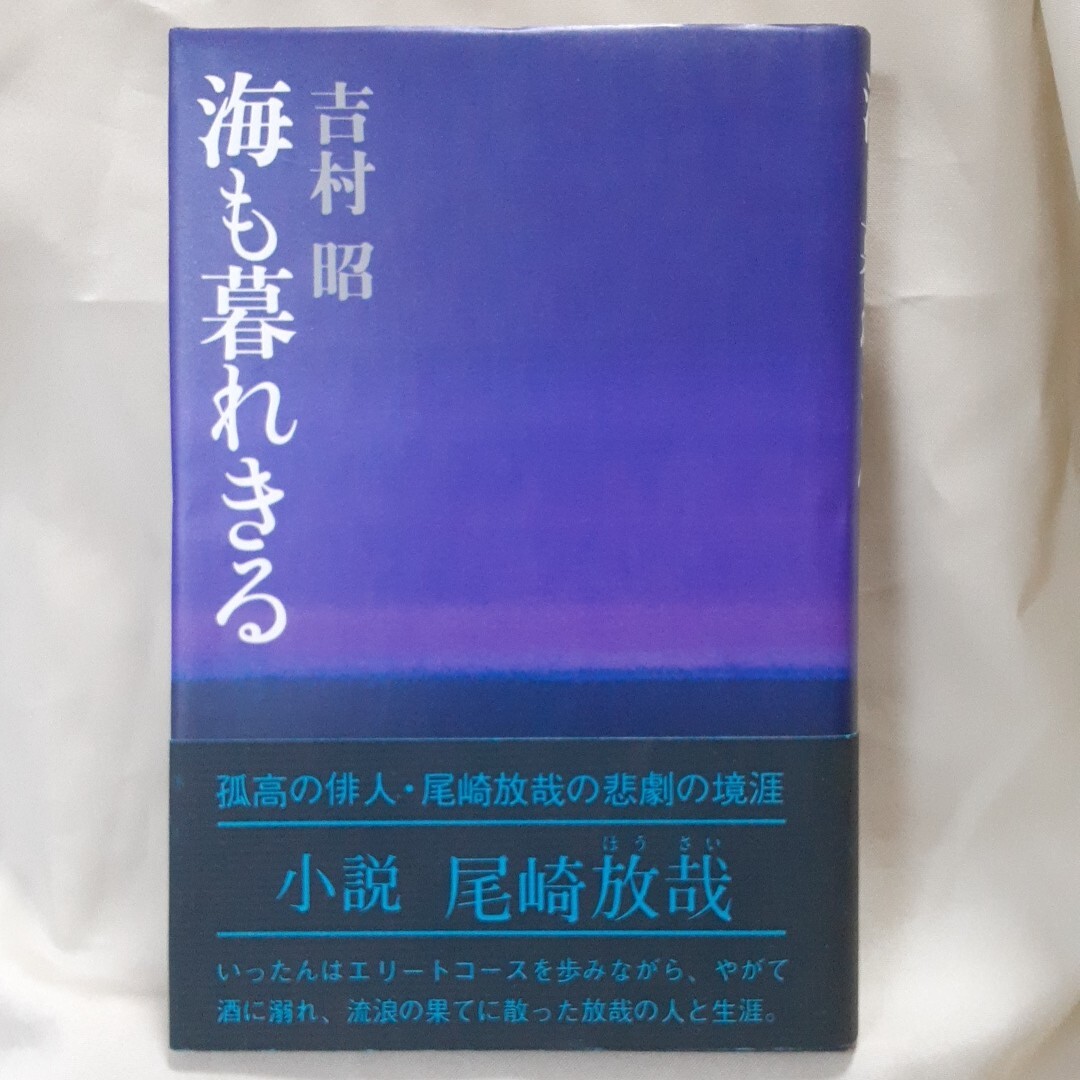 吉村 昭
海も暮れきる
孤高の俳人・尾崎放哉の悲劇の境涯
ほうさい
小説 尾崎放哉
いったんはエリートコースを歩みながら、やがて
酒に溺れ、流浪の果てに散った放哉の人と生涯。